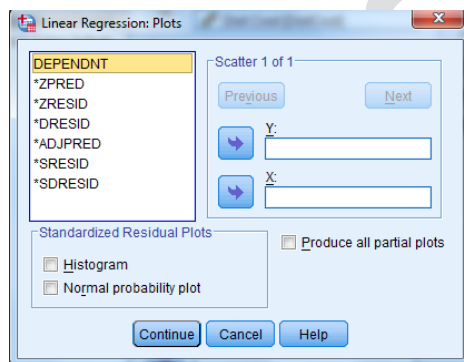 Linear Regression: Plots
DEPENDNT
*ZPRED
*ZRESID
*DRESID
*ADJPRED
*SRESID
*SDRESID
Scatter 1 of 1
Previous
Next
Y:
X:
Standardized Residual Plots
Histogram
Normal probability plot
Produce all partial plots
Continue
Cancel
Help